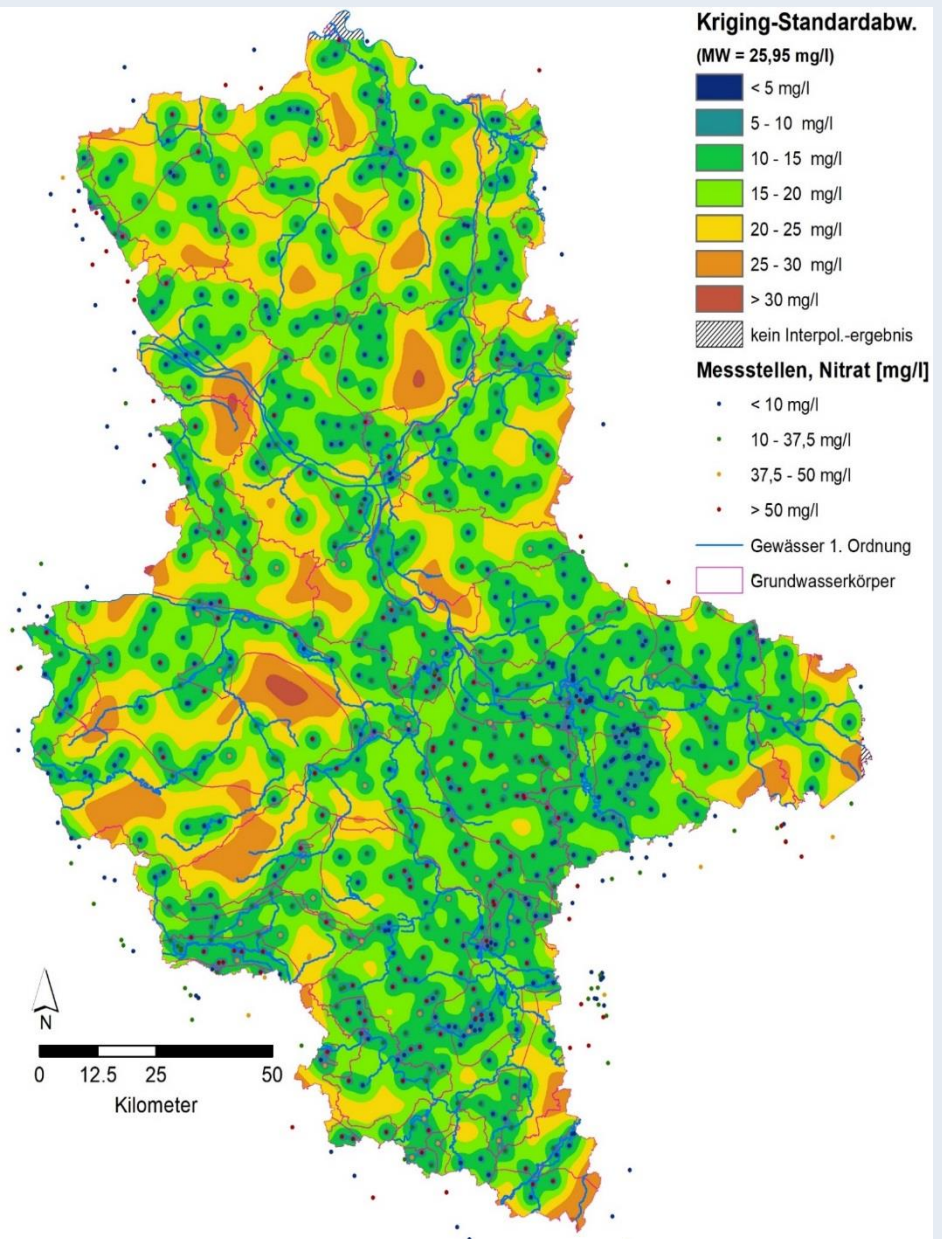 Kriging-Standardabw.
(MW = 25,95 mg/l)
< 5 mg/l
5 - 10 mg/l
10 - 15 mg/l
15 - 20 mg/l
20 - 25 mg/l
25 - 30 mg/l
> 30 mg/l
kein Interpol.-ergebnis
Messstellen, Nitrat [mg/l]
< 10 mg/l
10 - 37,5 mg/l
37,5 - 50 mg/l
> 50 mg/l
Gewässer 1. Ordnung
Grundwasserkörper
N
0 12.5 25 50
Kilometer